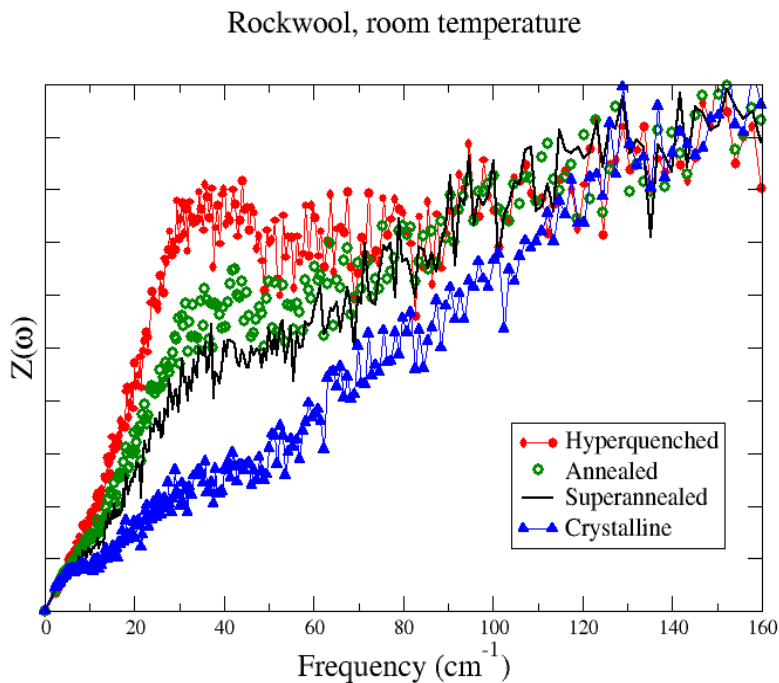 Rockwool, room temperature
Z(ω)
Hyperquenched
Annealed
Superannealed
Crystalline
0 20 40 60 80 100 120 140 160
Frequency (cm⁻¹)